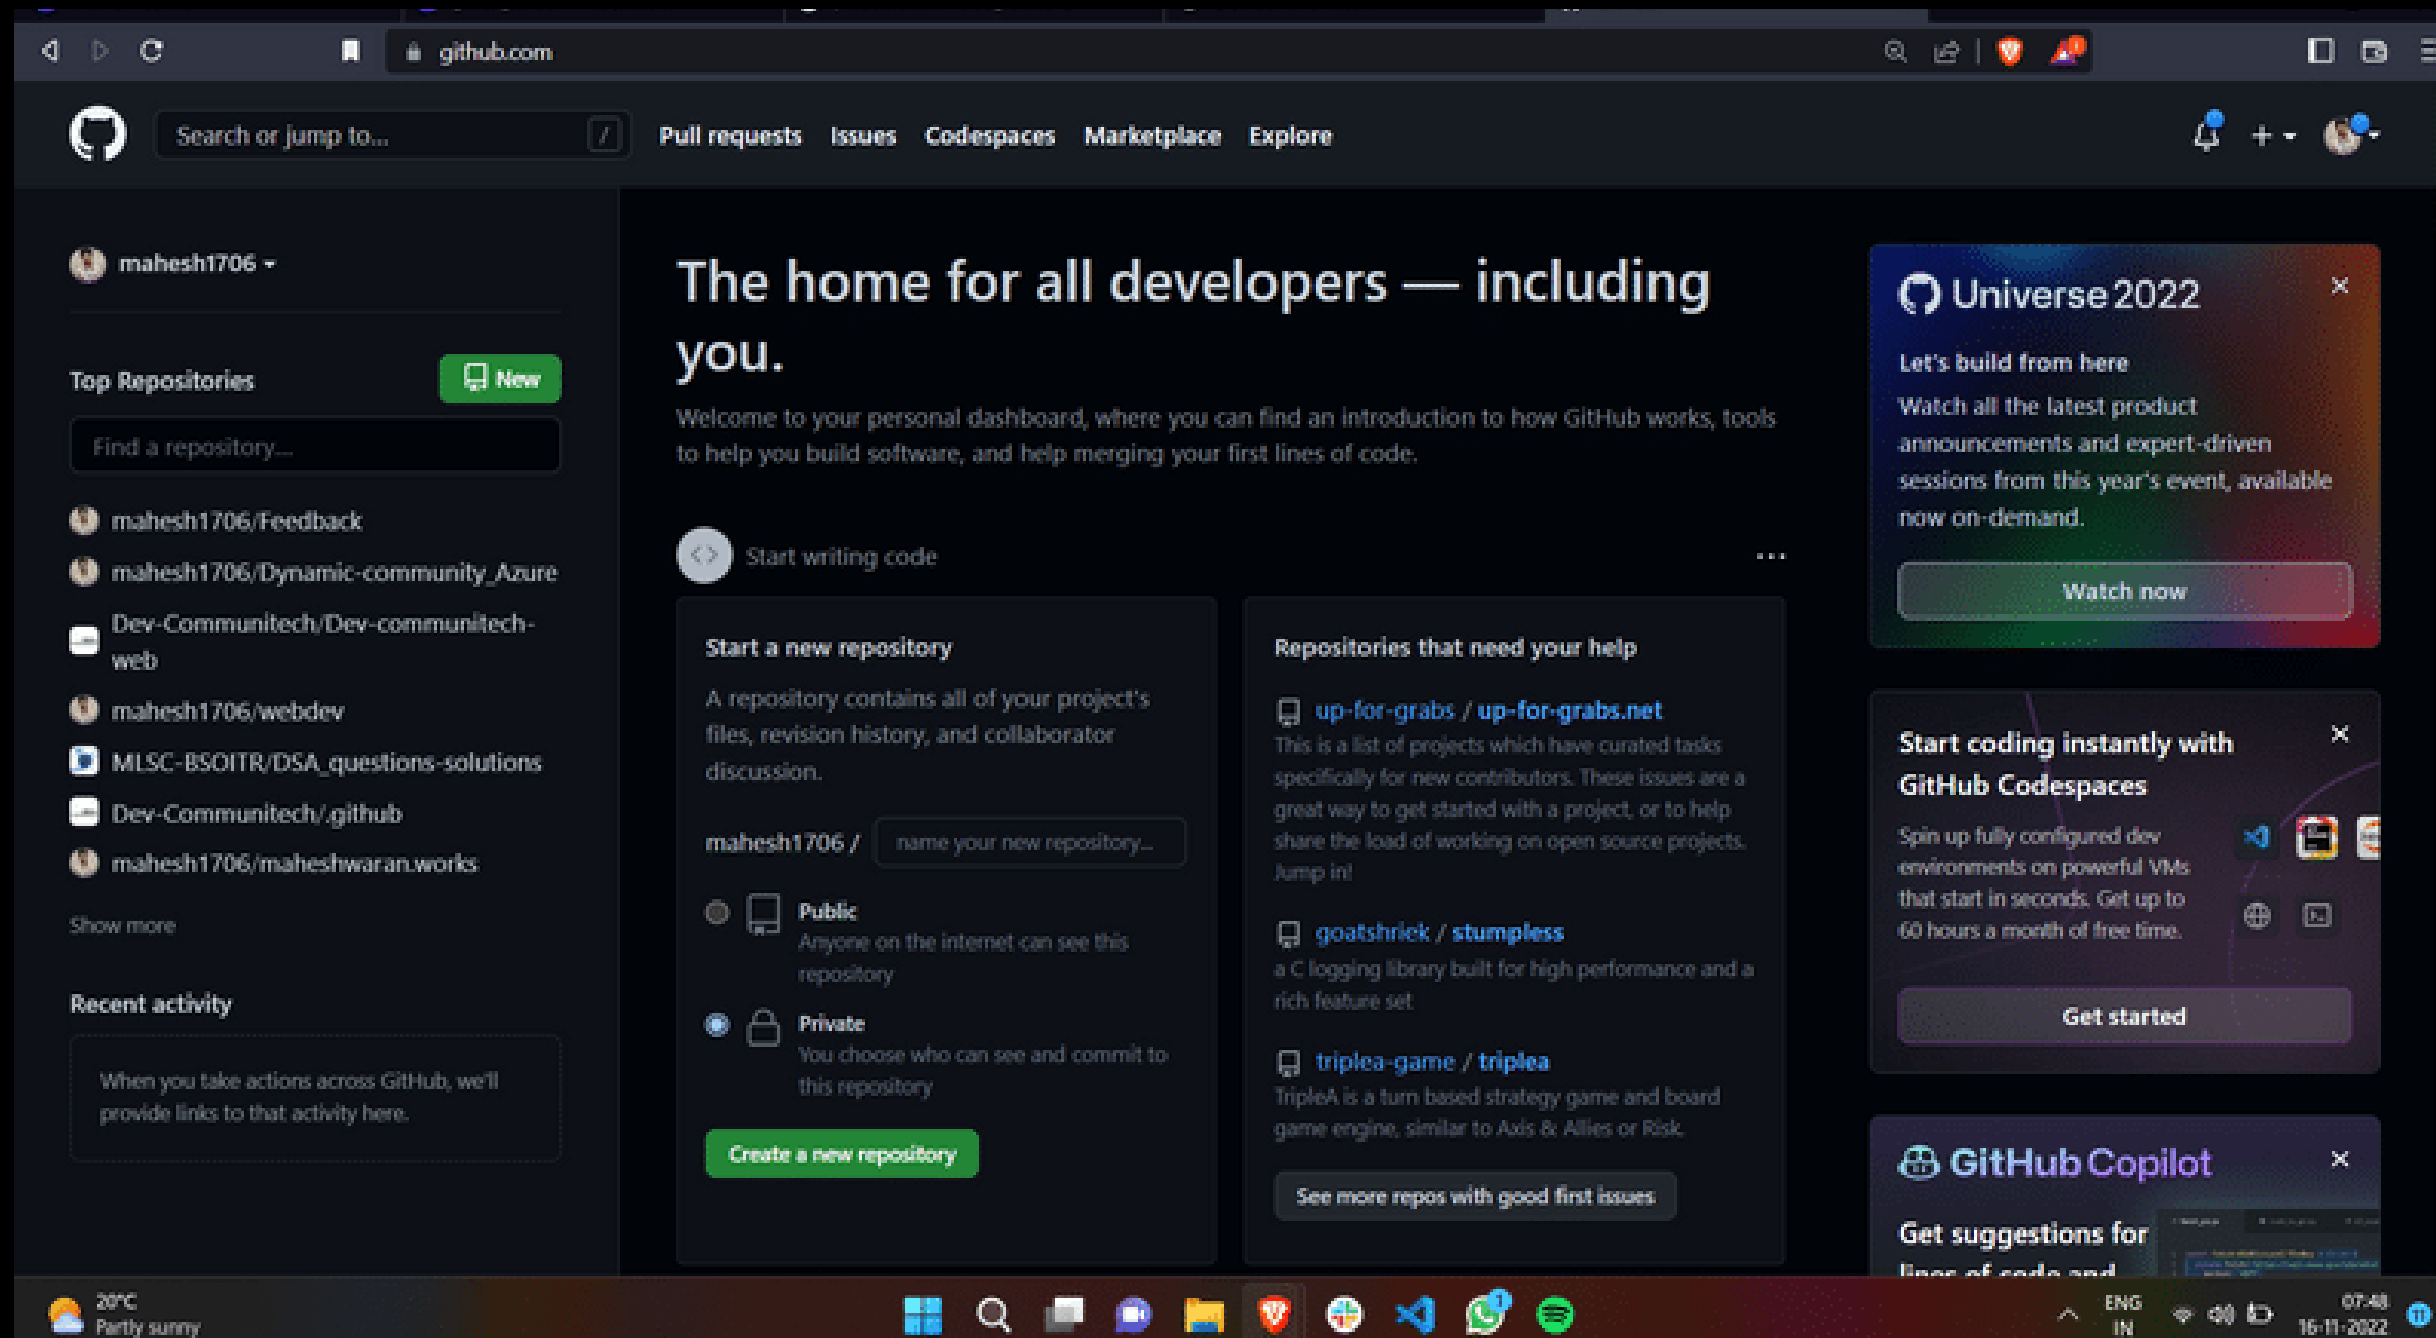 github.com
Search or jump to...
/
Pull requests Issues Codespaces Marketplace Explore
mahesh1706
Top Repositories
New
Find a repository...
mahesh1706/Feedback
mahesh1706/Dynamic-community_Azure
Dev-Communitech/Dev-communitech-
web
mahesh1706/webdev
MLSC-BSOITR/DSA_questions-solutions
Dev-Communitech/.github
mahesh1706/maheshwaran.works
Show more
Recent activity
When you take actions across GitHub, we'll
provide links to that activity here.
The home for all developers — including
you.
Welcome to your personal dashboard, where you can find an introduction to how GitHub works, tools
to help you build software, and help merging your first lines of code.
Start writing code
Start a new repository
A repository contains all of your project's
files, revision history, and collaborator
discussion.
mahesh1706 /
name your new repository...
Public
Anyone on the internet can see this
repository
Private
You choose who can see and commit to
this repository
Create a new repository
Repositories that need your help
up-for-grabs / up-for-grabs.net
This is a list of projects which have curated tasks
specifically for new contributors. These issues are a
great way to get started with a project, or to help
share the load of working on open source projects.
Jump in!
goatshriek / stumpless
a C logging library built for high performance and a
rich feature set
triplea-game / triplea
TripleA is a turn based strategy game and board
game engine, similar to Axis & Allies or Risk.
See more repos with good first issues
Universe 2022
Let's build from here
Watch all the latest product
announcements and expert-driven
sessions from this year's event, available
now on-demand.
Watch now
Start coding instantly with
GitHub Codespaces
Spin up fully configured dev
environments on powerful VMs
that start in seconds. Get up to
60 hours a month of free time.
Get started
GitHub Copilot
Get suggestions for
lines of code and
20°C
Partly sunny
1
ENG
IN
07:48
16-11-2022